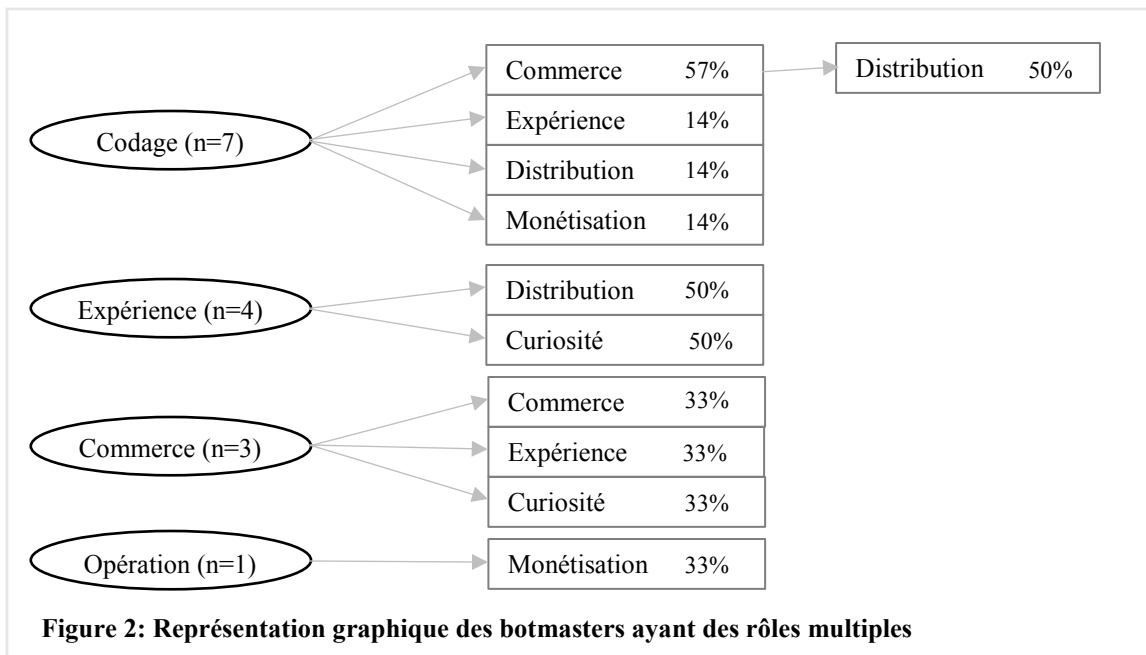 Codage (n=7)
Commerce 57%
Distribution 50%
Expérience 14%
Distribution 14%
Monétisation 14%
Expérience (n=4)
Distribution 50%
Curiosité 50%
Commerce (n=3)
Commerce 33%
Expérience 33%
Curiosité 33%
Opération (n=1)
Monétisation 33%
Figure 2: Représentation graphique des botmasters ayant des rôles multiples